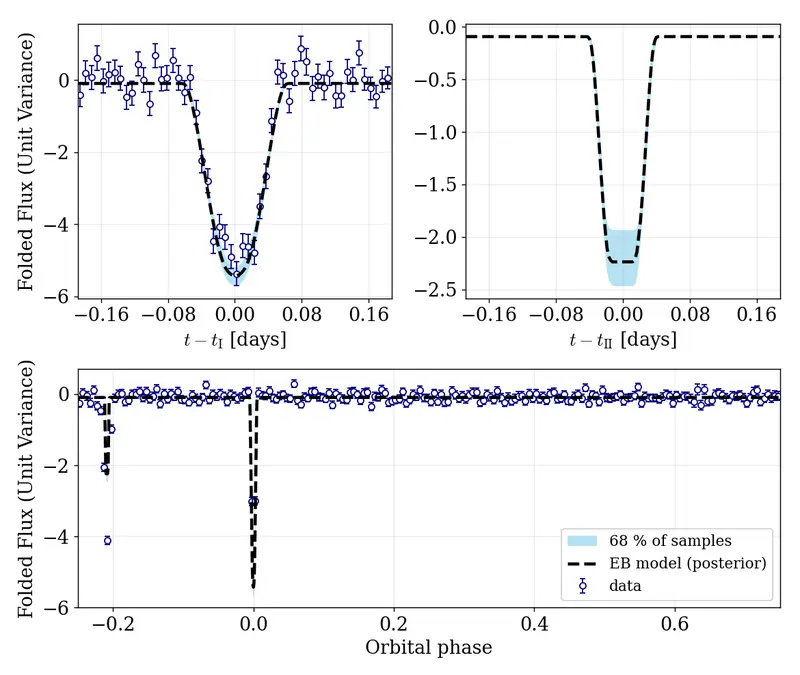 Folded Flux (Unit Variance)
0
−2
−4
−6
−0.16 −0.08 0.00 0.08 0.16
t − t_I [days]
0.0
−0.5
−1.0
−1.5
−2.0
−2.5
−0.16 −0.08 0.00 0.08 0.16
t − t_II [days]
Folded Flux (Unit Variance)
0
−2
−4
−6
−0.2 0.0 0.2 0.4 0.6
Orbital phase
68 % of samples
EB model (posterior)
data